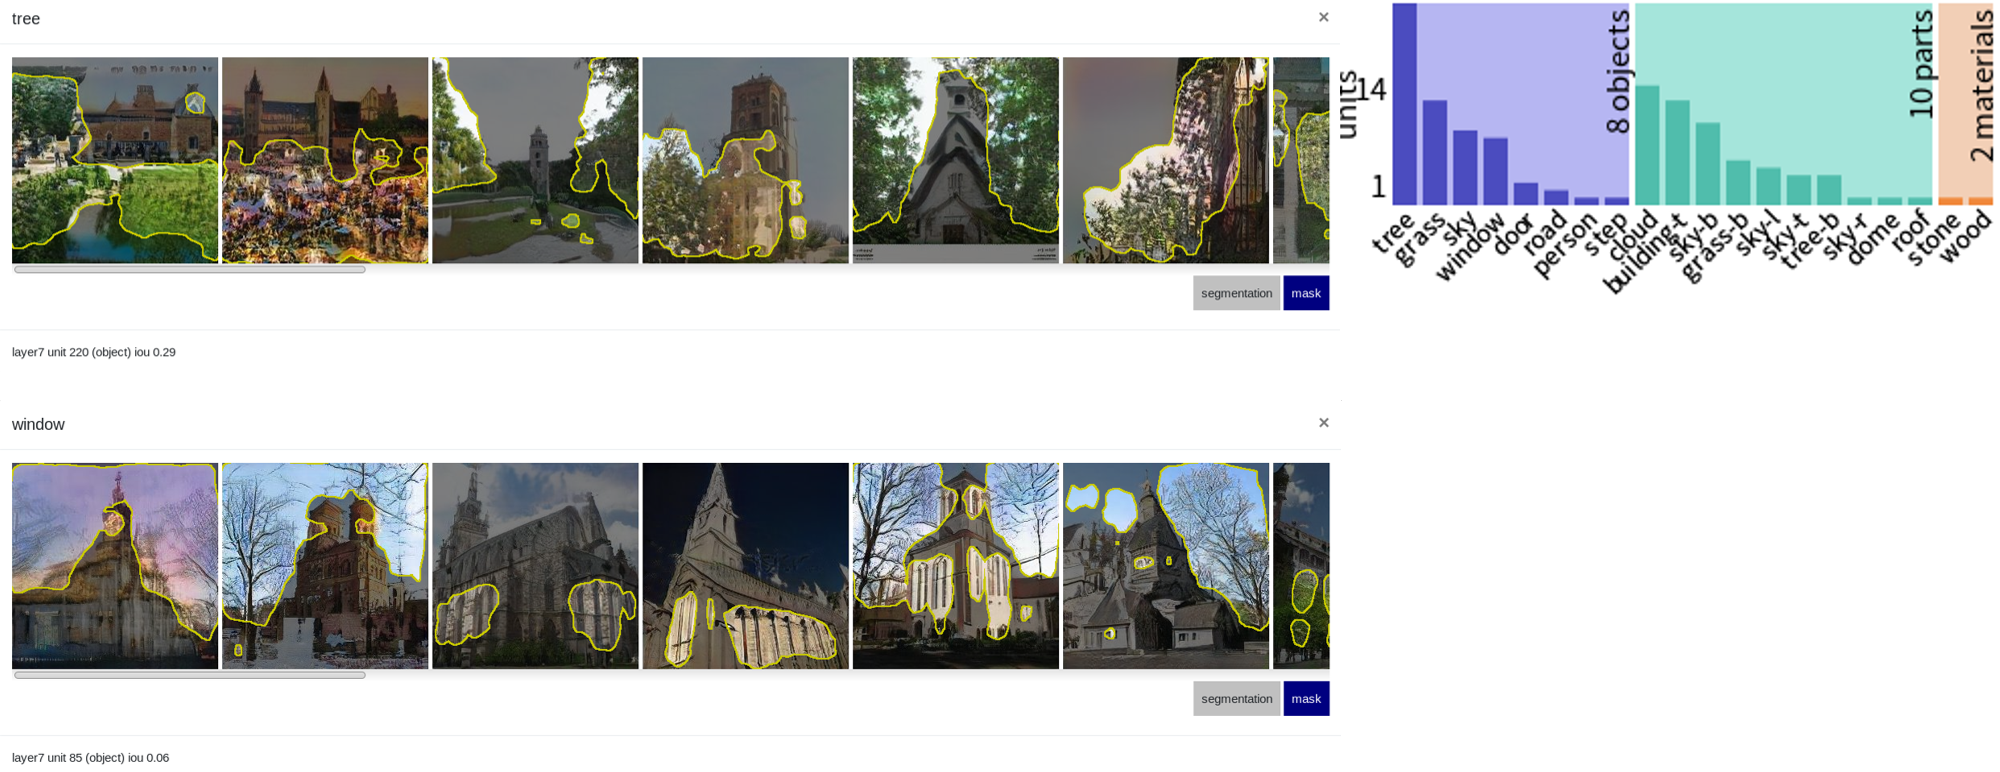 tree
×
segmentation
mask
layer7 unit 220 (object) iou 0.29
window
×
segmentation
mask
layer7 unit 85 (object) iou 0.06
units
14
1
8 objects
10 parts
2 materials
tree
grass
sky
window
door
road
person
step
cloud
building-t
sky-b
grass-b
sky-l
sky-t
tree-b
sky-r
dome
roof
stone
wood